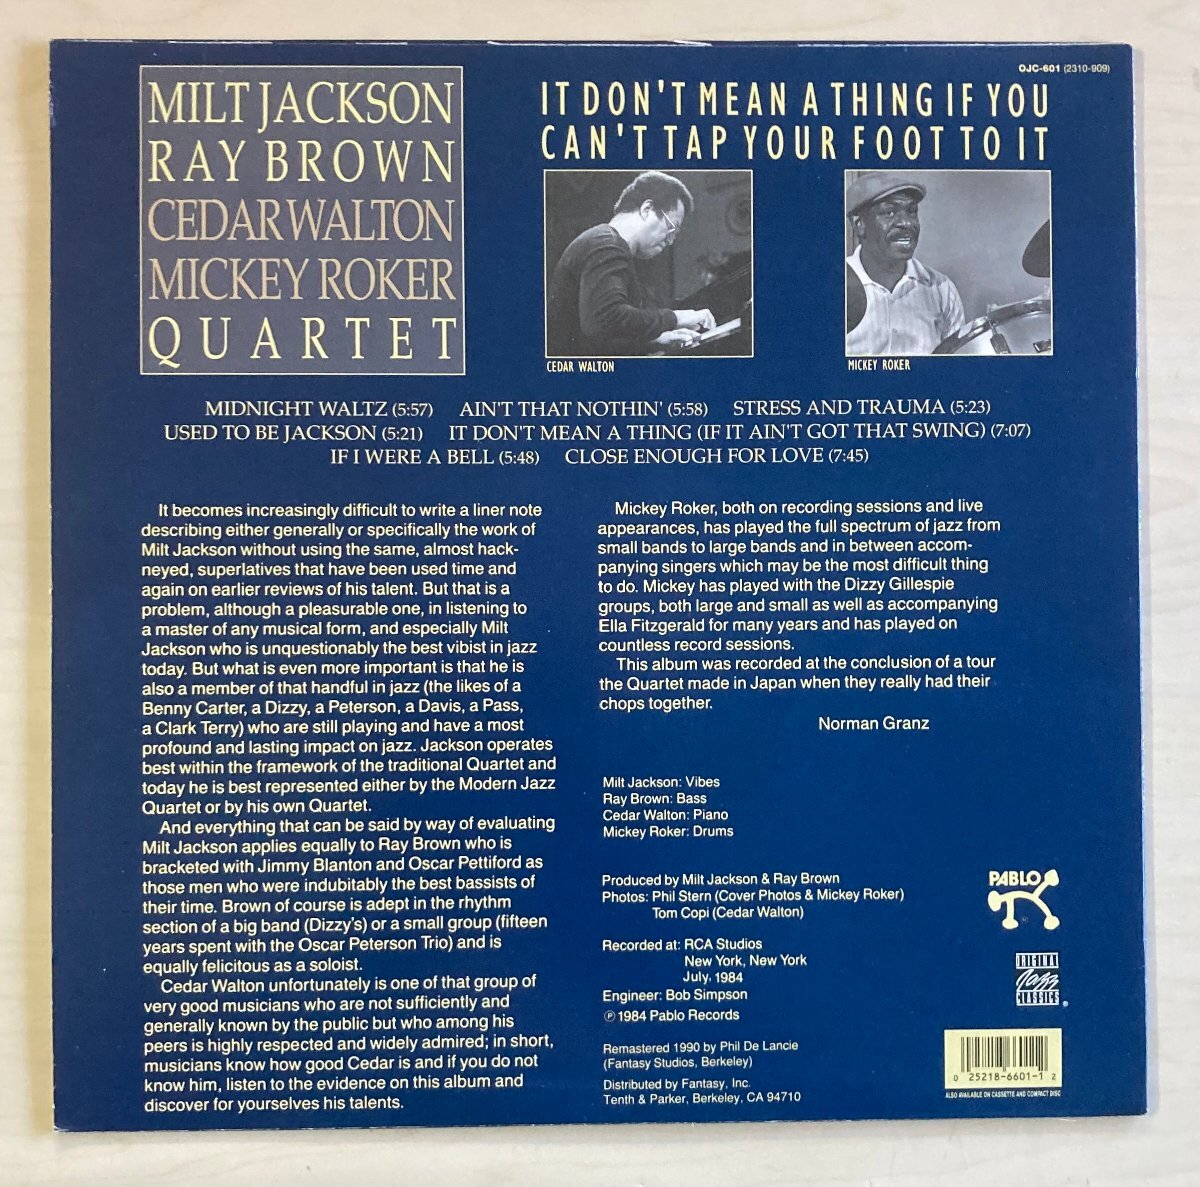 OJC-601 (2310-909)
MILT JACKSON
RAY BROWN
CEDAR WALTON
MICKEY ROKER
QUARTET
IT DON'T MEAN A THING IF YOU
CAN'T TAP YOUR FOOT TO IT
CEDAR WALTON
MICKEY ROKER
MIDNIGHT WALTZ (5:57) AIN'T THAT NOTHIN' (5:58) STRESS AND TRAUMA (5:23)
USED TO BE JACKSON (5:21) IT DON'T MEAN A THING (IF IT AIN'T GOT THAT SWING) (7:07)
IF I WERE A BELL (5:48) CLOSE ENOUGH FOR LOVE (7:45)
It becomes increasingly difficult to write a liner note
describing either generally or specifically the work of
Milt Jackson without using the same, almost hack-
neyed, superlatives that have been used time and
again on earlier reviews of his talent. But that is a
problem, although a pleasurable one, in listening to
a master of any musical form, and especially Milt
Jackson who is unquestionably the best vibist in jazz
today. But what is even more important is that he is
also a member of that handful in jazz (the likes of a
Benny Carter, a Dizzy, a Peterson, a Davis, a Pass,
a Clark Terry) who are still playing and have a most
profound and lasting impact on jazz. Jackson operates
best within the framework of the traditional Quartet and
today he is best represented either by the Modern Jazz
Quartet or by his own Quartet.
And everything that can be said by way of evaluating
Milt Jackson applies equally to Ray Brown who is
bracketed with Jimmy Blanton and Oscar Pettiford as
those men who were indubitably the best bassists of
their time. Brown of course is adept in the rhythm
section of a big band (Dizzy's) or a small group (fifteen
years spent with the Oscar Peterson Trio) and is
equally felicitous as a soloist.
Cedar Walton unfortunately is one of that group of
very good musicians who are not sufficiently and
generally known by the public but who among his
peers is highly respected and widely admired; in short,
musicians know how good Cedar is and if you do not
know him, listen to the evidence on this album and
discover for yourselves his talents.
Mickey Roker, both on recording sessions and live
appearances, has played the full spectrum of jazz from
small bands to large bands and in between accom-
panying singers which may be the most difficult thing
to do. Mickey has played with the Dizzy Gillespie
groups, both large and small as well as accompanying
Ella Fitzgerald for many years and has played on
countless record sessions.
This album was recorded at the conclusion of a tour
the Quartet made in Japan when they really had their
chops together.
Norman Granz
Milt Jackson: Vibes
Ray Brown: Bass
Cedar Walton: Piano
Mickey Roker: Drums
Produced by Milt Jackson & Ray Brown
Photos: Phil Stern (Cover Photos & Mickey Roker)
Tom Copi (Cedar Walton)
Recorded at: RCA Studios
New York, New York
July, 1984
Engineer: Bob Simpson
℗ 1984 Pablo Records
Remastered 1990 by Phil De Lancie
(Fantasy Studios, Berkeley)
Distributed by Fantasy, Inc.
Tenth & Parker, Berkeley, CA 94710
PABLO
®
ORIGINAL
Jazz
CLASSICS ®
0 25218-6601-1 2
ALSO AVAILABLE ON CASSETTE AND COMPACT DISC